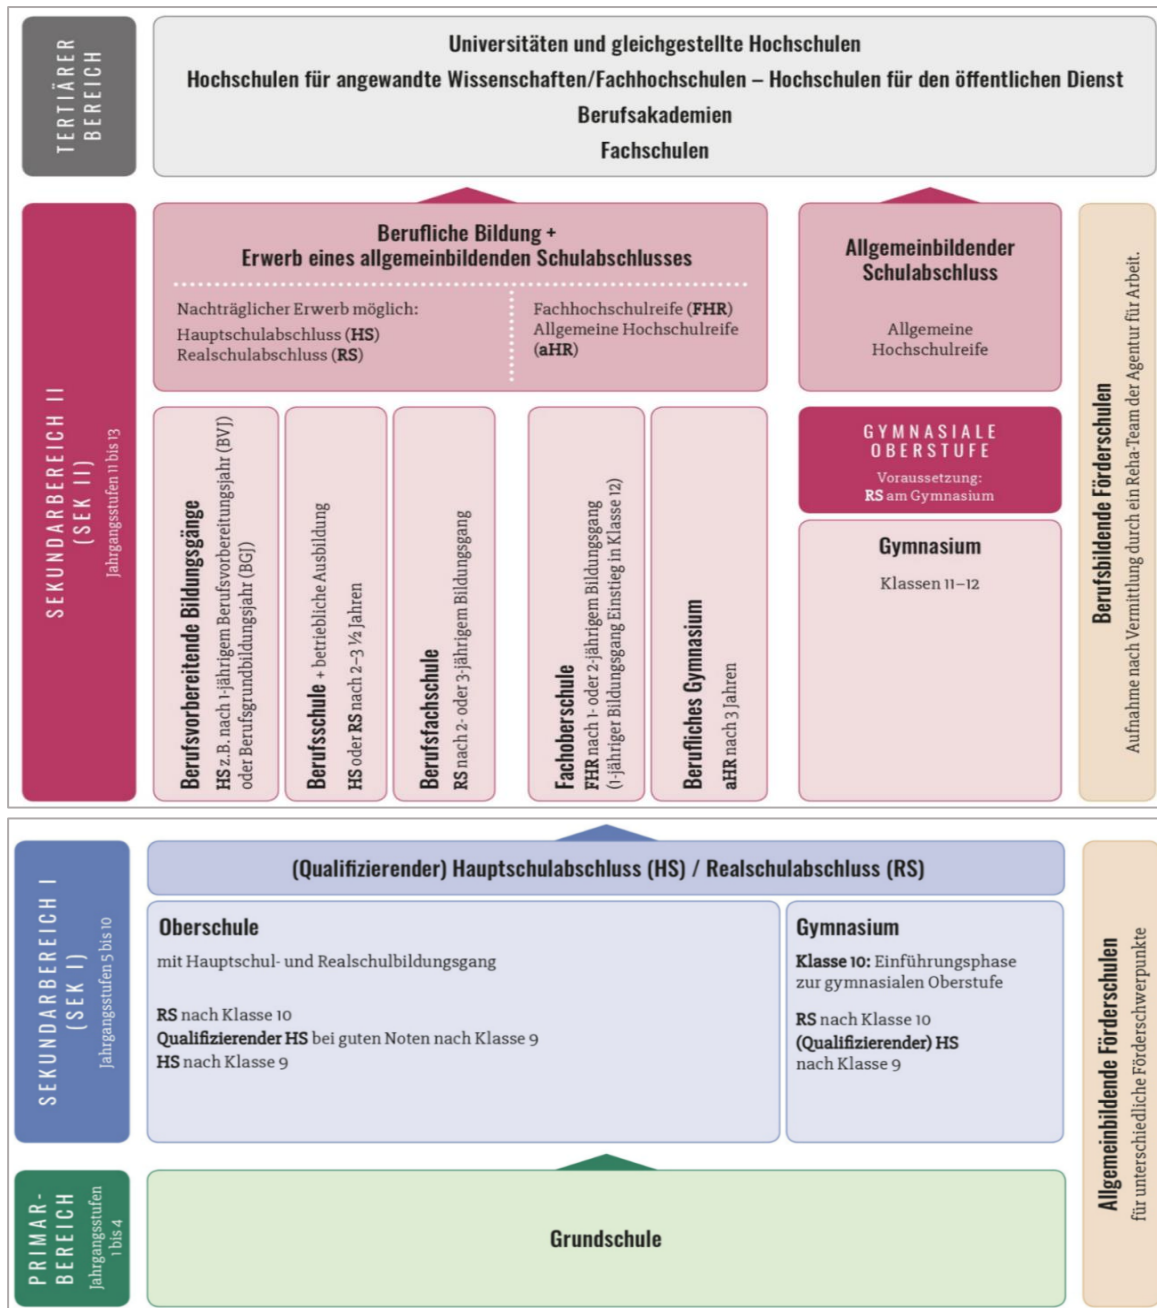 TERTIÄRER
BEREICH
Universitäten und gleichgestellte Hochschulen
Hochschulen für angewandte Wissenschaften/Fachhochschulen – Hochschulen für den öffentlichen Dienst
Berufsakademien
Fachschulen
SEKUNDARBEREICH II
(SEK II)
Jahrgangsstufen 11 bis 13
Berufliche Bildung +
Erwerb eines allgemeinbildenden Schulabschlusses
Nachträglicher Erwerb möglich:
Hauptschulabschluss (HS)
Realschulabschluss (RS)
Fachhochschulreife (FHR)
Allgemeine Hochschulreife
(aHR)
Berufsvorbereitende Bildungsgänge
HS z.B. nach 1-jährigem Berufsvorbereitungsjahr (BVJ)
oder Berufsgrundbildungsjahr (BGJ)
Berufsschule + betriebliche Ausbildung
HS oder RS nach 2–3 ½ Jahren
Berufsfachschule
RS nach 2- oder 3-jährigem Bildungsgang
Fachoberschule
FHR nach 1- oder 2-jährigem Bildungsgang
(1-jähriger Bildungsgang Einstieg in Klasse 12)
Berufliches Gymnasium
aHR nach 3 Jahren
Allgemeinbildender
Schulabschluss
Allgemeine
Hochschulreife
GYMNASIALE
OBERSTUFE
Voraussetzung:
RS am Gymnasium
Gymnasium
Klassen 11–12
Berufsbildende Förderschulen
Aufnahme nach Vermittlung durch ein Reha-Team der Agentur für Arbeit.
SEKUNDARBEREICH I
(SEK I)
Jahrgangsstufen 5 bis 10
(Qualifizierender) Hauptschulabschluss (HS) / Realschulabschluss (RS)
Oberschule
mit Hauptschul- und Realschulbildungsgang
RS nach Klasse 10
Qualifizierender HS bei guten Noten nach Klasse 9
HS nach Klasse 9
Gymnasium
Klasse 10: Einführungsphase
zur gymnasialen Oberstufe
RS nach Klasse 10
(Qualifizierender) HS
nach Klasse 9
Allgemeinbildende Förderschulen
für unterschiedliche Förderschwerpunkte
PRIMAR-
BEREICH
Jahrgangsstufen
1 bis 4
Grundschule